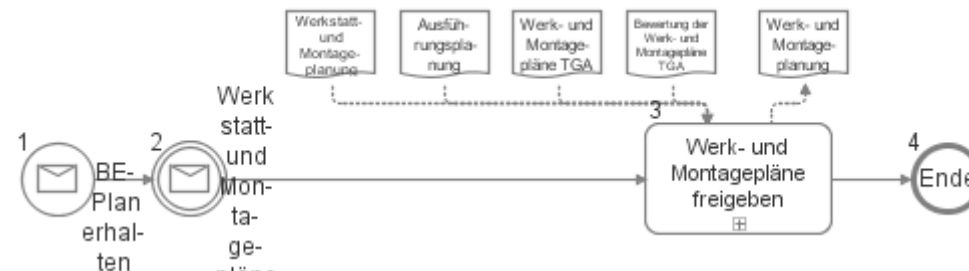 Werkstatt-
und
Montage-
planung
Ausfüh-
rungspla-
nung
Werk- und
Montage-
pläne TGA
Bewertung der
Werk- und
Montagepläne
TGA
Werk- und
Montage-
planung
1
BE-
Plan
erhal-
ten
2
Werk
statt-
und
Mon-
ta-
ge-
pläne
3
Werk- und
Montagepläne
freigeben
4
Ende